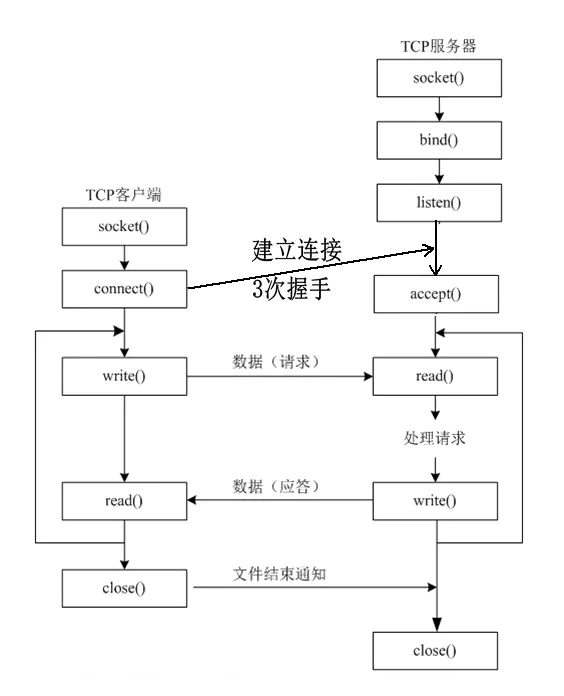 TCP服务器
socket()
bind()
listen()
TCP客户端
socket()
建立连接
connect()
3次握手
accept()
数据（请求）
write()
read()
处理请求
数据（应答）
read()
write()
文件结束通知
close()
close()